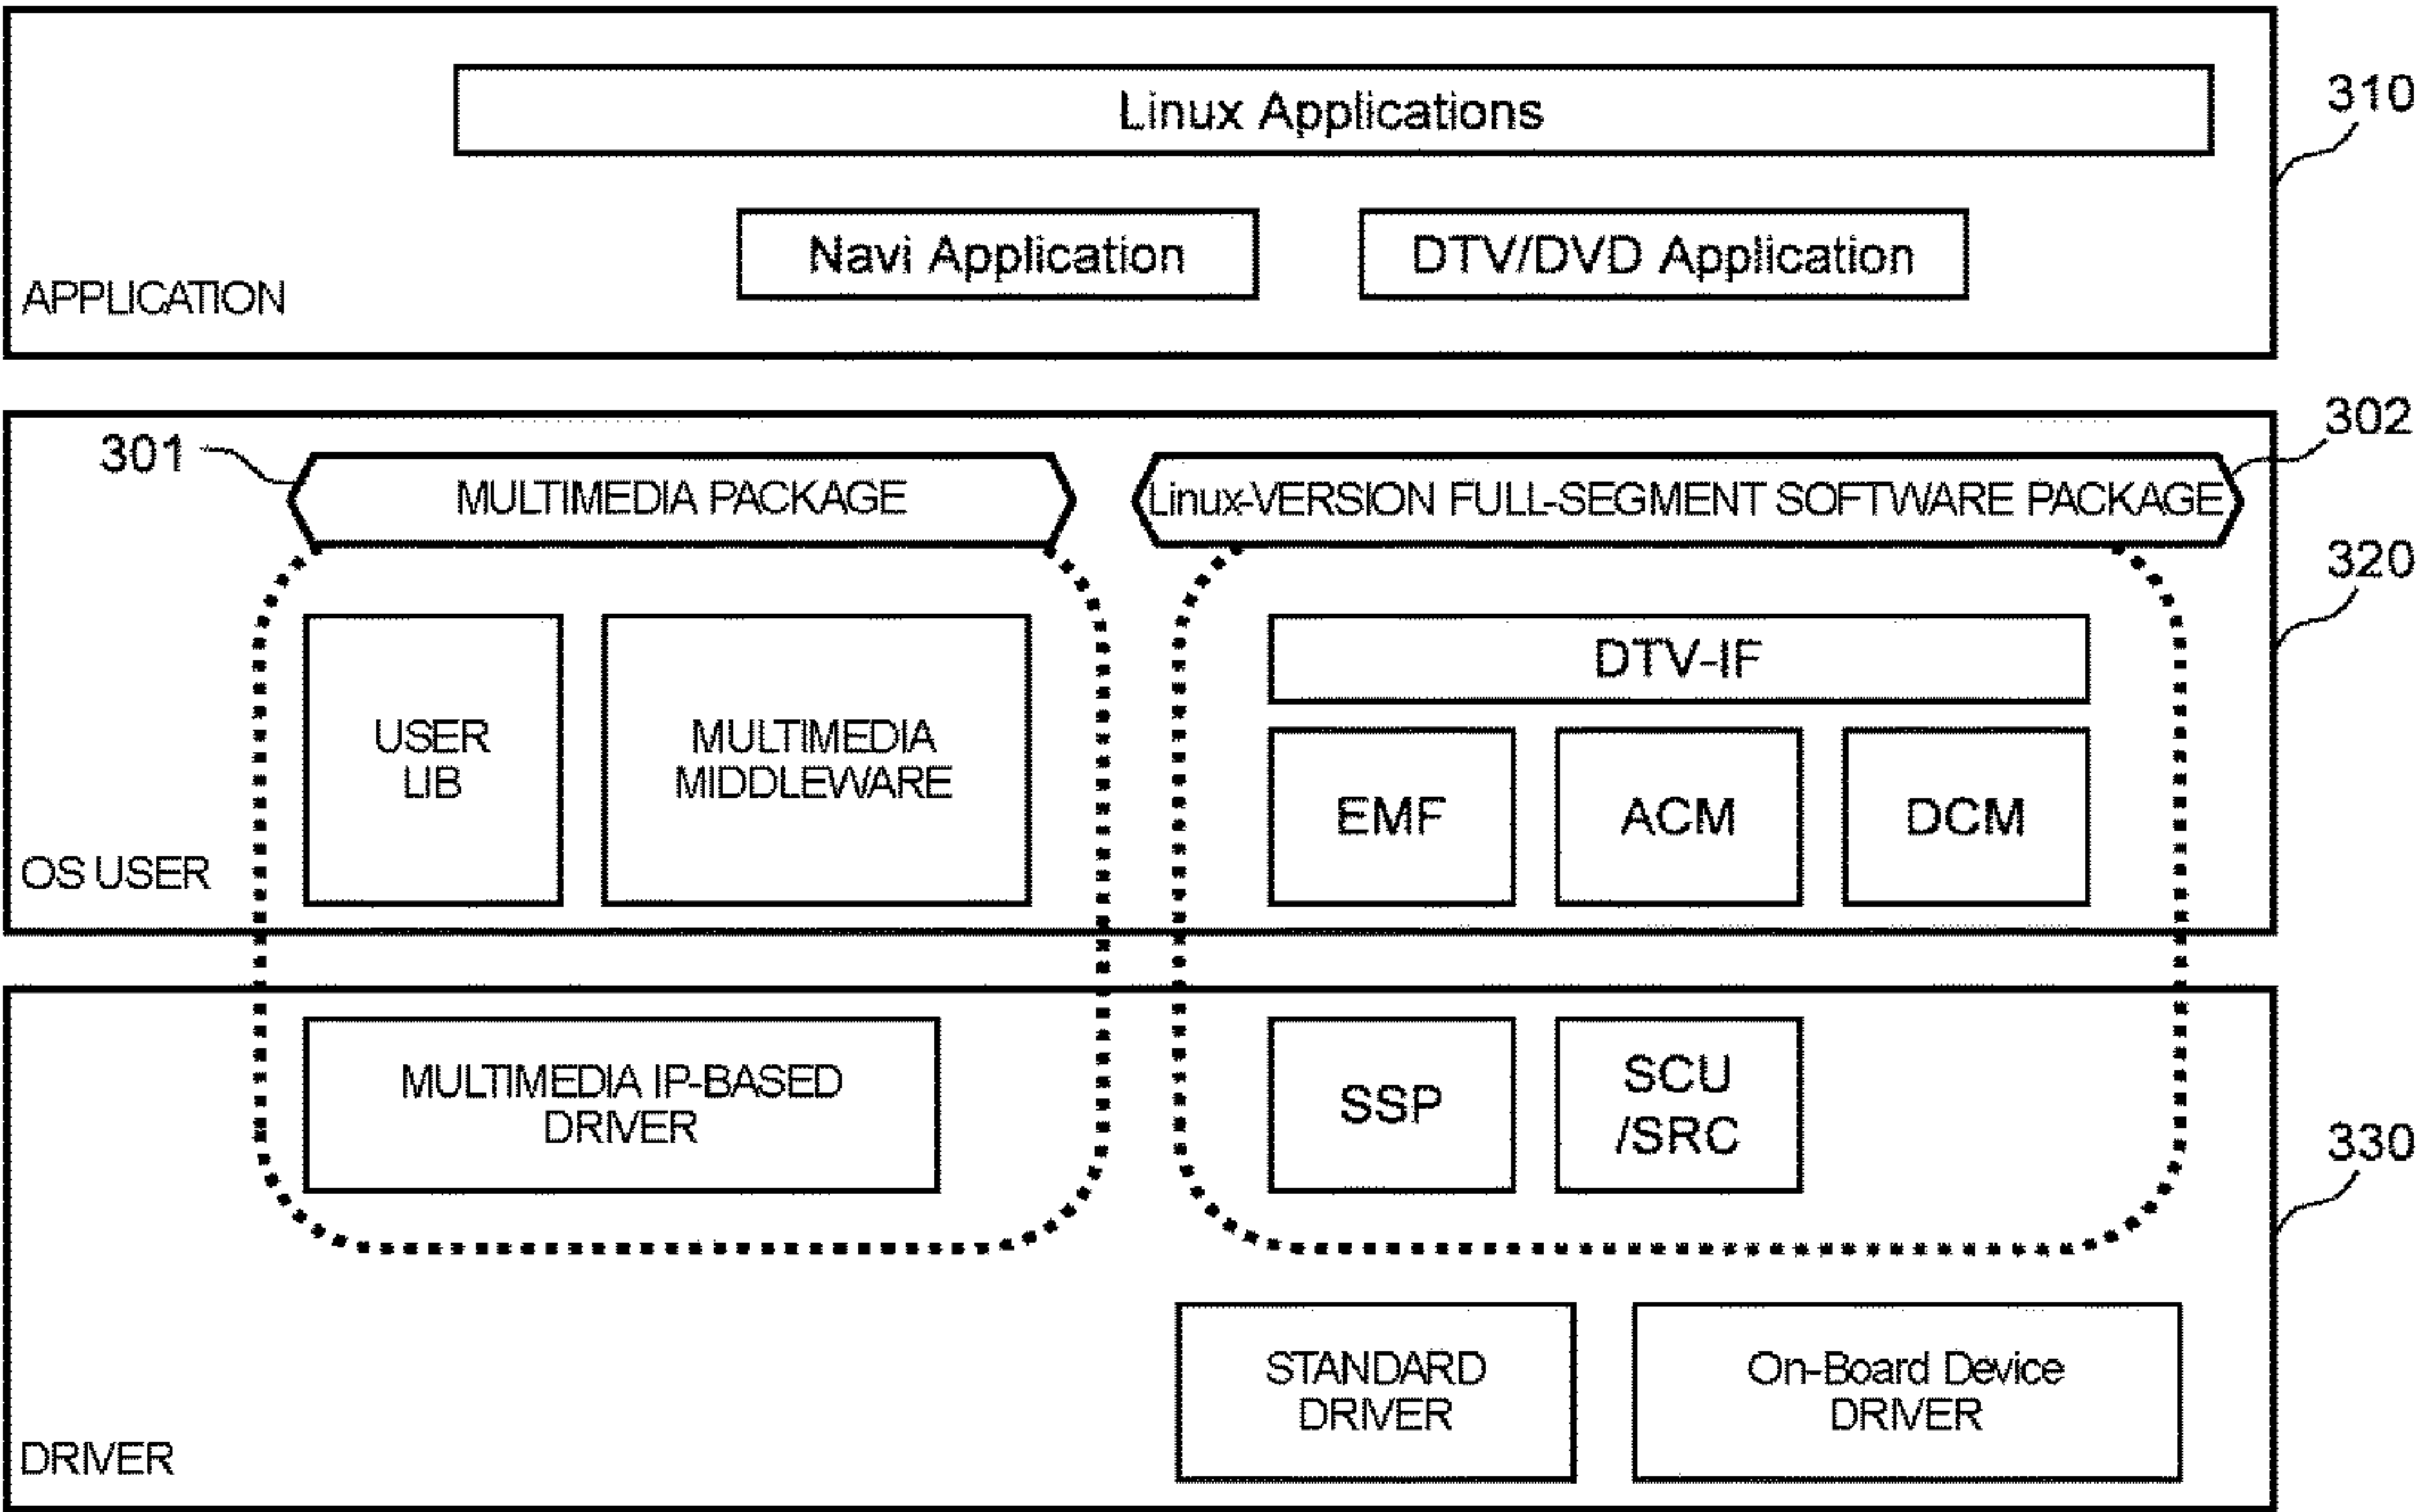 310
Linux Applications
Navi Application
DTV/DVD Application
APPLICATION
301
302
MULTIMEDIA PACKAGE
Linux-VERSION FULL-SEGMENT SOFTWARE PACKAGE
320
USER
LIB
MULTIMEDIA
MIDDLEWARE
DTV-IF
EMF
ACM
DCM
OS USER
MULTIMEDIA IP-BASED
DRIVER
SSP
SCU
/SRC
330
STANDARD
DRIVER
On-Board Device
DRIVER
DRIVER